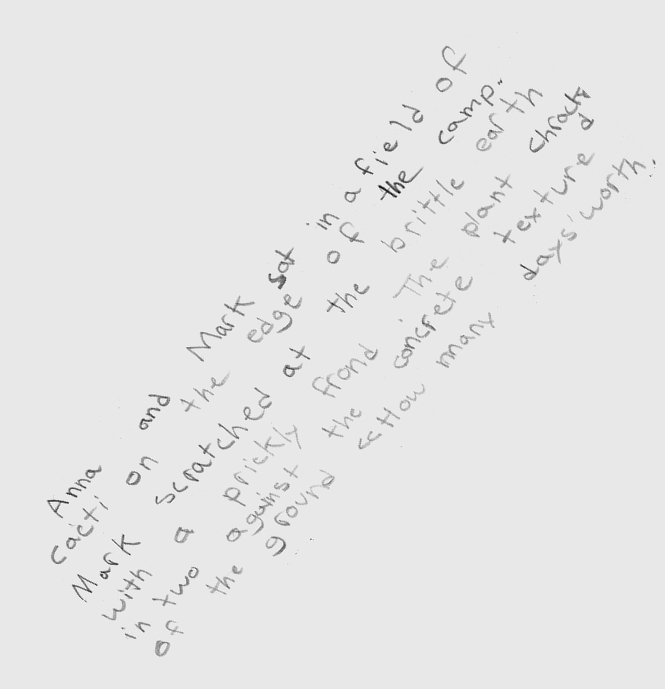 Anna and Mark sat in a field of
cacti on the edge of the camp.
Mark scratched at the brittle earth
with a prickly frond. The plant chrackd
in two against the concrete texture
of the ground "How many days' worth.